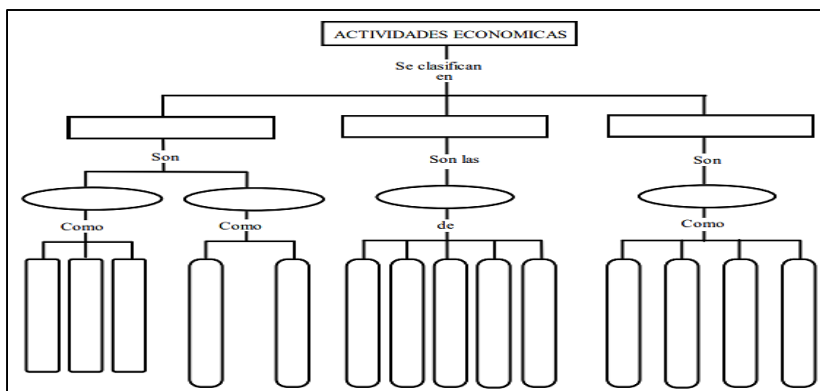 ACTIVIDADES ECONOMICAS
Se clasifican
en
Son
Son las
Son
Como
Como
de
Como